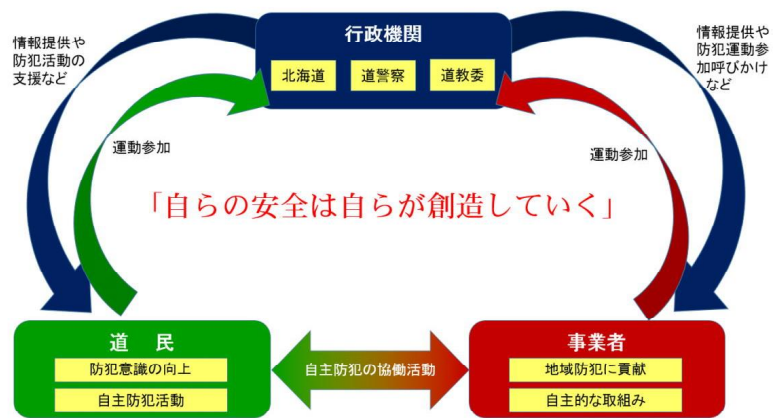 行政機関
北海道
道警察
道教委
情報提供や
防犯活動の
支援など
情報提供や
防犯運動参
加呼びかけ
など
運動参加
運動参加
「自らの安全は自らが創造していく」
道 民
防犯意識の向上
自主防犯活動
自主防犯の協働活動
事業者
地域防犯に貢献
自主的な取組み